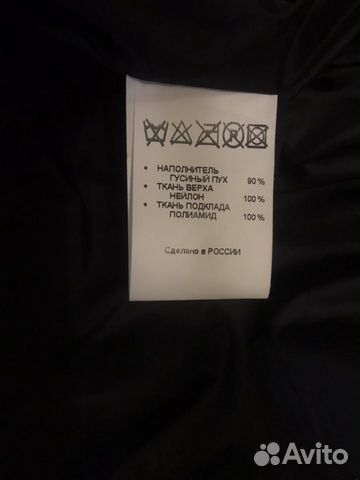 • НАПОЛНИТЕЛЬ
ГУСИНЫЙ ПУХ 90 %
• ТКАНЬ ВЕРХА
НЕЙЛОН 100 %
• ТКАНЬ ПОДКЛАДА
ПОЛИАМИД 100 %
Сделано в РОССИИ
Avito